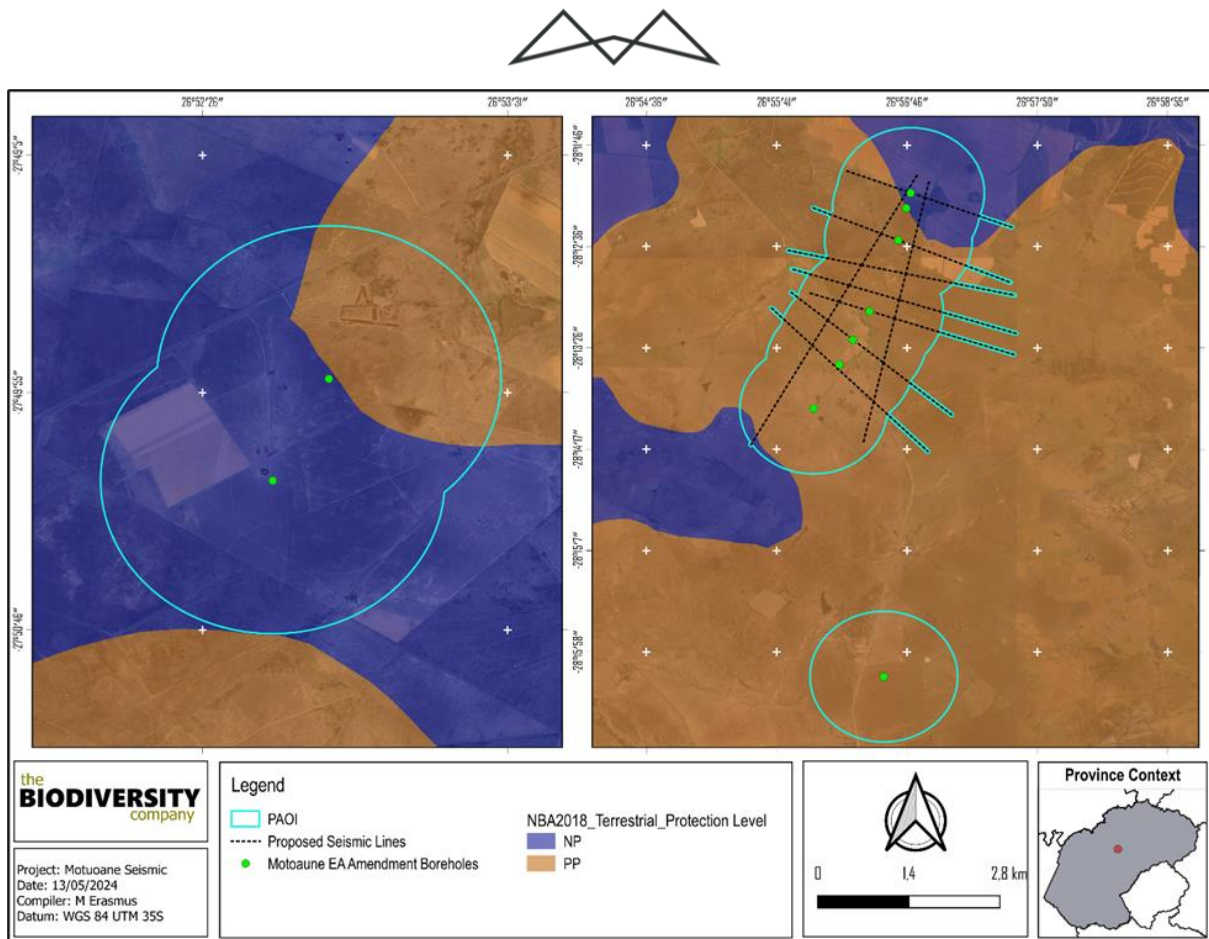 26°52'26" 26°53'31" 26°54'36" 26°55'41" 26°56'46" 26°57'50" 26°58'55"
-27°49'5"
-27°49'55"
-27°50'46"
-28°11'46"
-28°12'36"
-28°13'16"
-28°14'17"
-28°15'7"
-28°15'58"
the
BIODIVERSITY
company
Project: Motuoane Seismic
Date: 13/05/2024
Compiler: M Erasmus
Datum: WGS 84 UTM 35S
Legend
PAOI
Proposed Seismic Lines
Motoaune EA Amendment Boreholes
NBA2018_Terrestrial_Protection Level
NP
PP
0 1,4 2,8 km
Province Context